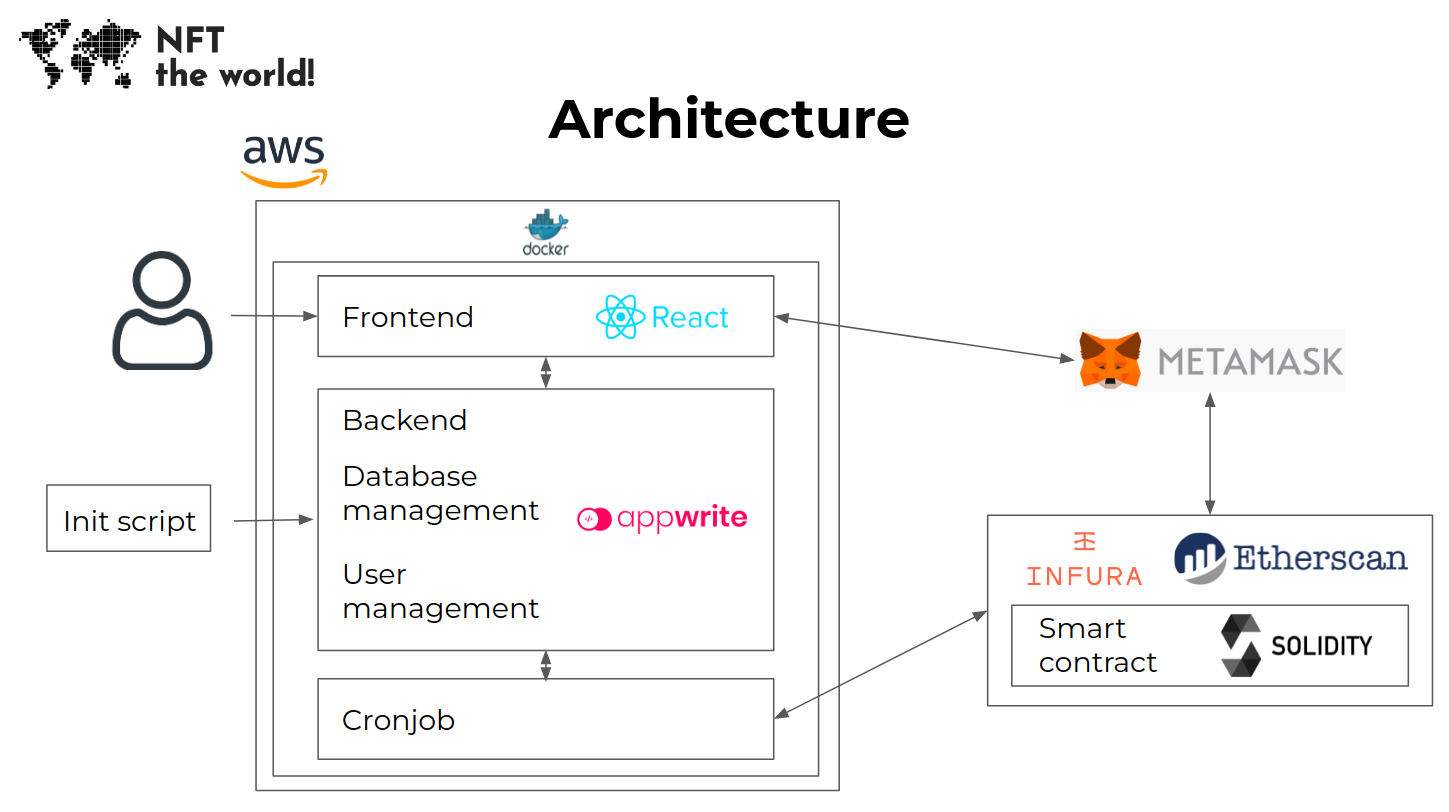 NFT
the world!
Architecture
aws
docker
Frontend
React
METAMASK
Backend
Database
management
appwrite
User
management
Init script
INFURA
Etherscan
Smart
contract
SOLIDITY
Cronjob